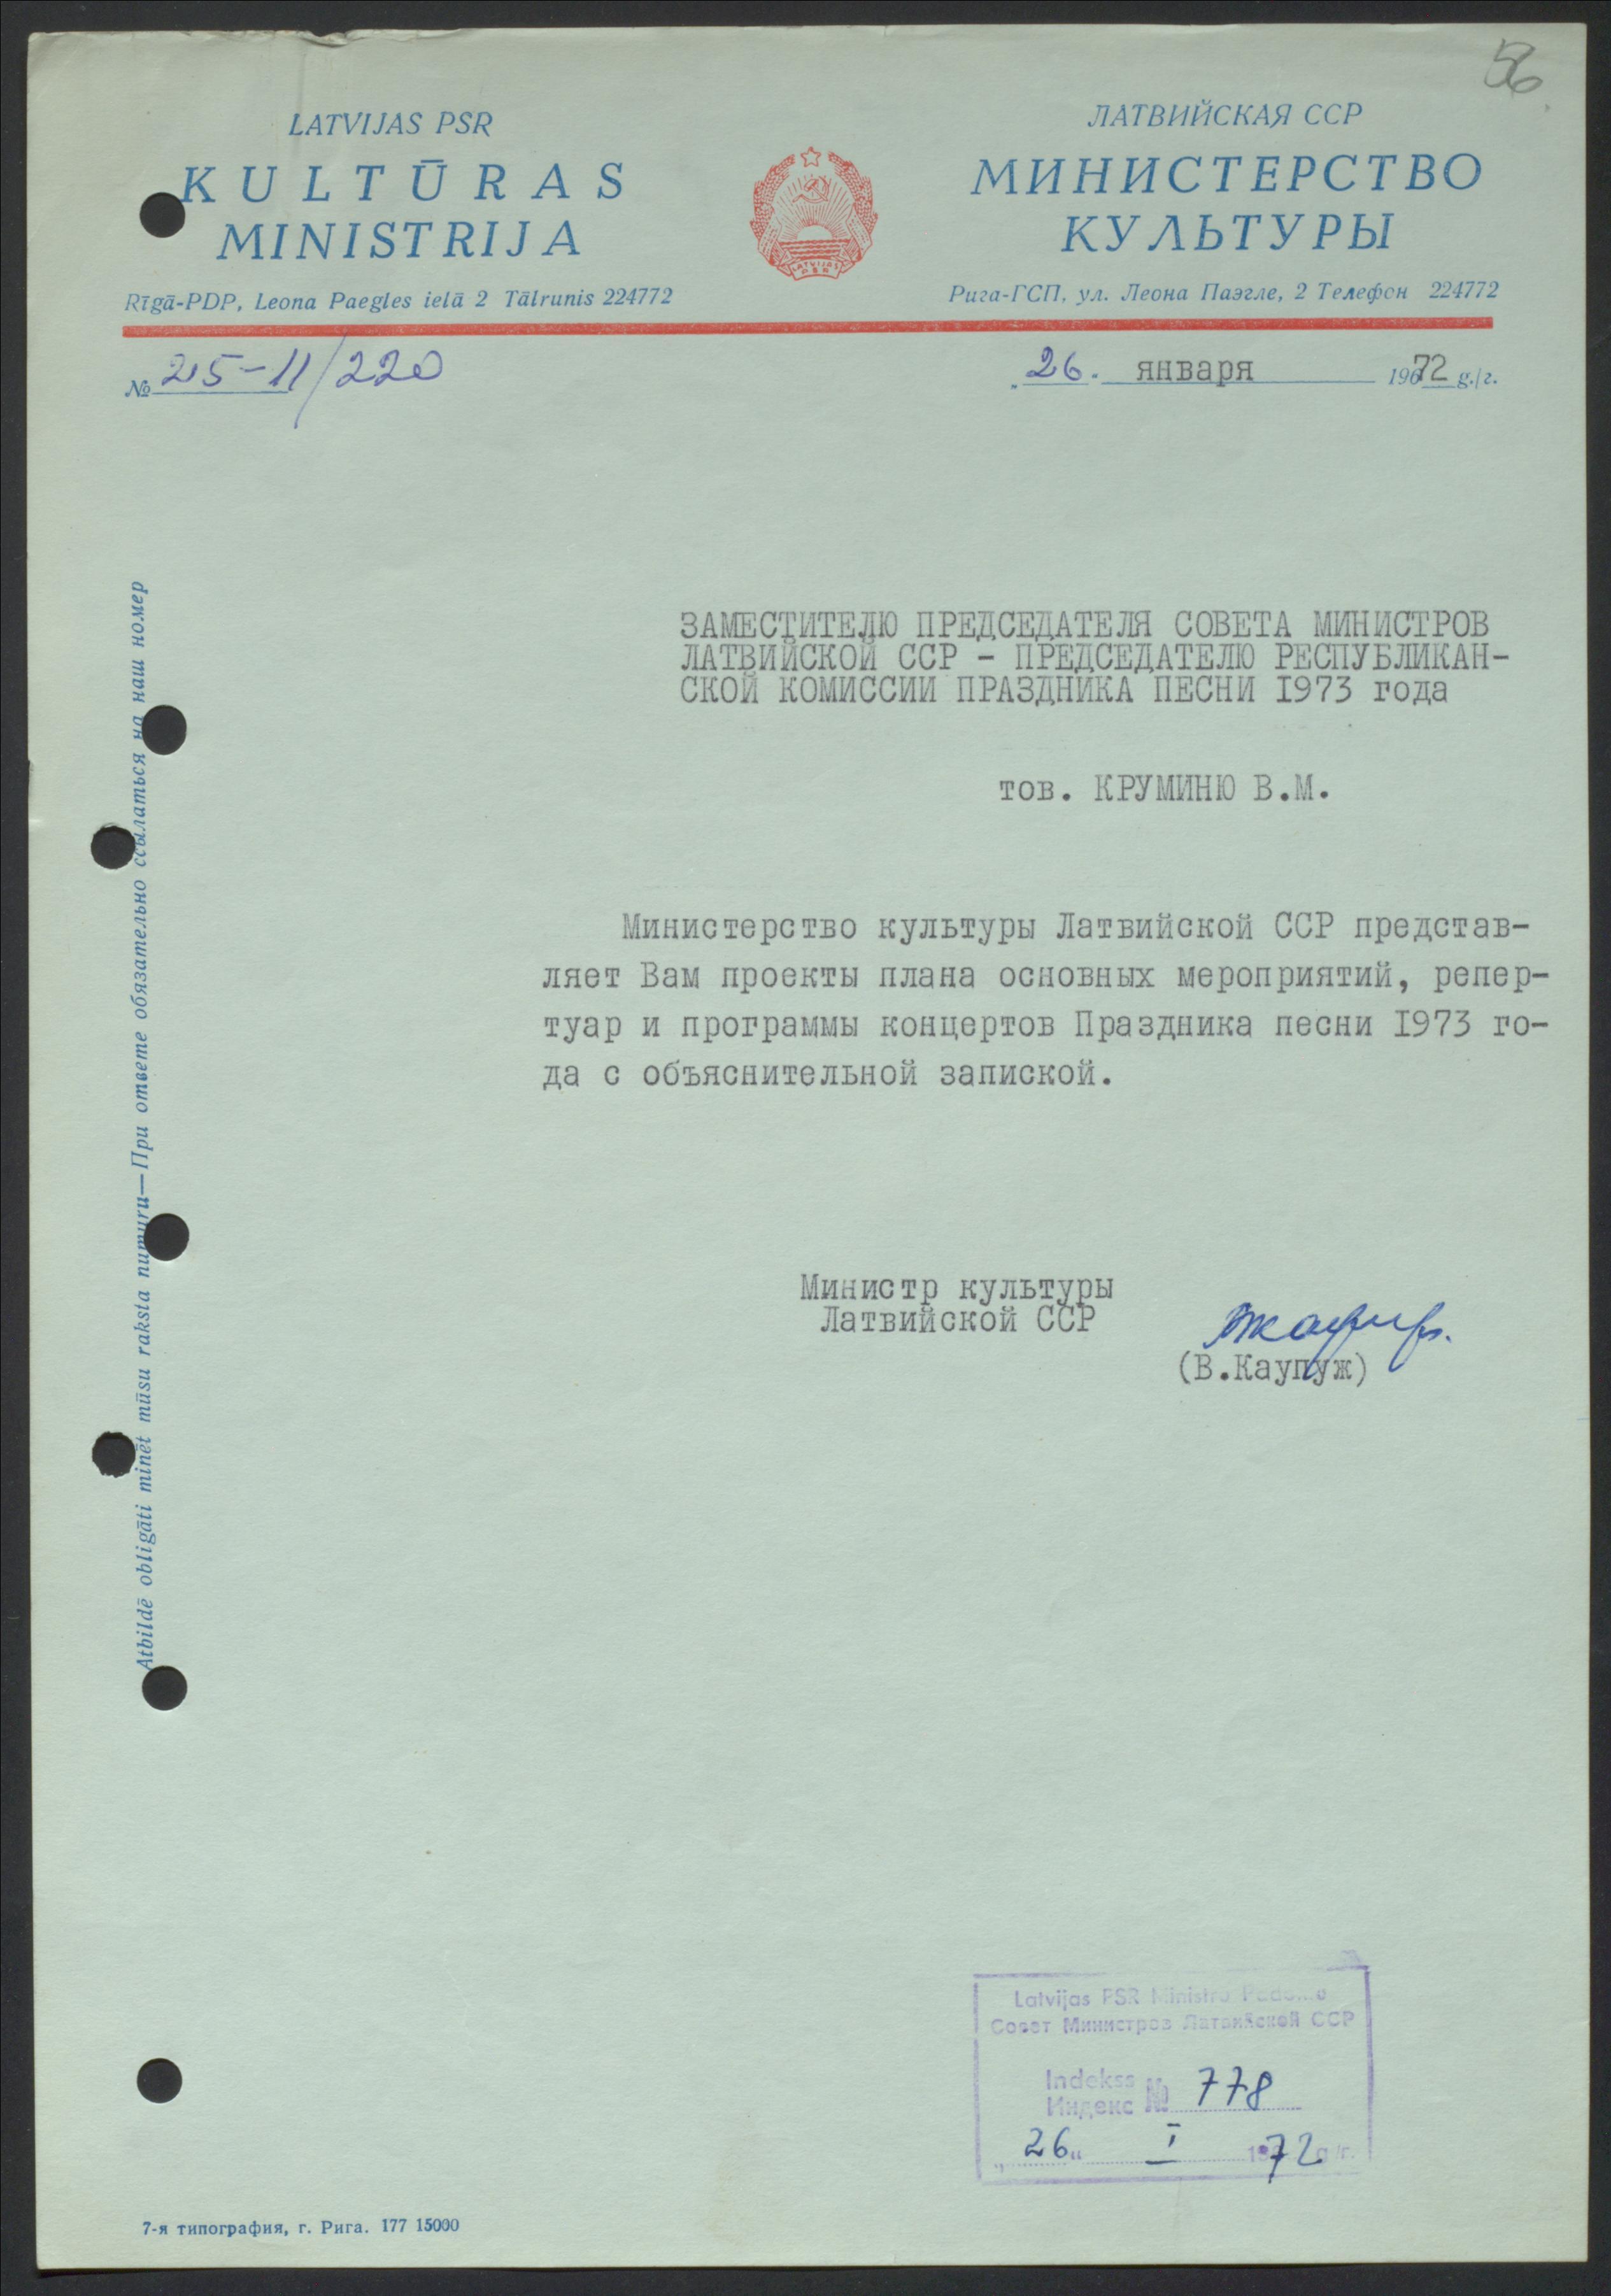 56
LATVIJAS PSR
KULTŪRAS
MINISTRIJA
Rīgā-PDP, Leona Paegles ielā 2 Tālrunis 224772
ЛАТВИЙСКАЯ ССР
МИНИСТЕРСТВО
КУЛЬТУРЫ
Рига-ГСП, ул. Леона Паэгле, 2 Телефон 224772
LATVIJAS
PSR
№ 25-11/220
„ 26. января 1972 g./г.
ЗАМЕСТИТЕЛЮ ПРЕДСЕДАТЕЛЯ СОВЕТА МИНИСТРОВ
ЛАТВИЙСКОЙ ССР - ПРЕДСЕДАТЕЛЮ РЕСПУБЛИКАН-
СКОЙ КОМИССИИ ПРАЗДНИКА ПЕСНИ 1973 года
тов. КРУМИНЮ В.М.
Министерство культуры Латвийской ССР представ-
ляет Вам проекты плана основных мероприятий, репер-
туар и программы концертов Праздника песни 1973 го-
да с объяснительной запиской.
Министр культуры
Латвийской ССР
(В.Каупуж)
Atbildē obligāti minēt mūsu raksta numuru—При ответе обязательно ссылаться на наш номер
Latvijas PSR Ministru Padome
Совет Министров Латвийской ССР
Indekss
Индекс № 778
„ 26 “ I 1972 g./г.
7-я типография, г. Рига. 177 15000